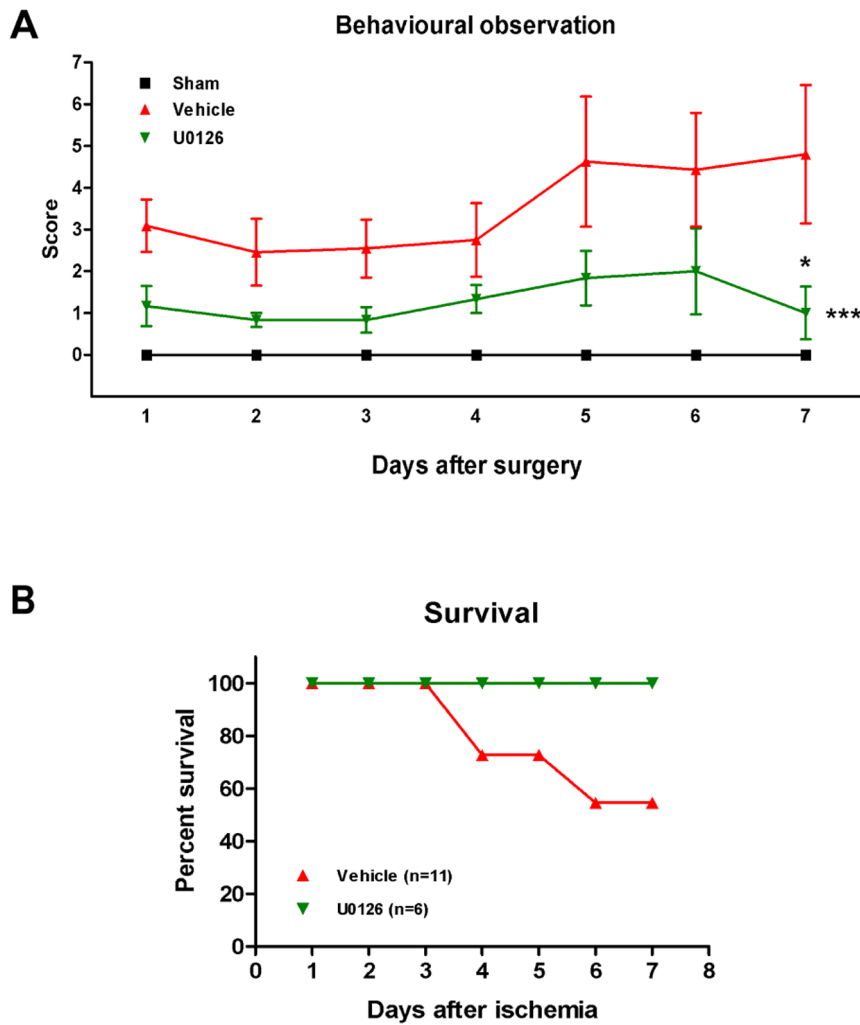 A
Behavioural observation
7
6
5
4
3
2
1
0
Score
Sham
Vehicle
U0126
*
***
1 2 3 4 5 6 7
Days after surgery
B
Survival
100
80
60
40
20
0
Percent survival
Vehicle (n=11)
U0126 (n=6)
0 1 2 3 4 5 6 7 8
Days after ischemia